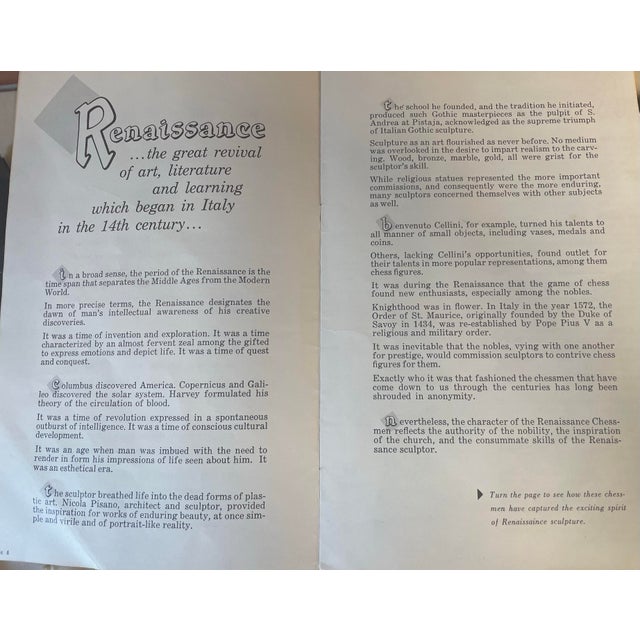 Renaissance
...the great revival
of art, literature
and learning
which began in Italy
in the 14th century...
In a broad sense, the period of the Renaissance is the
time span that separates the Middle Ages from the Modern
World.
In more precise terms, the Renaissance designates the
dawn of man's intellectual awareness of his creative
discoveries.
It was a time of invention and exploration. It was a time
characterized by an almost fervent zeal among the gifted
to express emotions and depict life. It was a time of quest
and conquest.
Columbus discovered America. Copernicus and Gali-
leo discovered the solar system. Harvey formulated his
theory of the circulation of blood.
It was a time of revolution expressed in a spontaneous
outburst of intelligence. It was a time of conscious cultural
development.
It was an age when man was imbued with the need to
render in form his impressions of life seen about him. It
was an esthetical era.
The sculptor breathed life into the dead forms of plas-
tic art. Nicola Pisano, architect and sculptor, provided
the inspiration for works of enduring beauty, at once sim-
ple and virile and of portrait-like reality.
4
The school he founded, and the tradition he initiated,
produced such Gothic masterpieces as the pulpit of S.
Andrea at Pistaja, acknowledged as the supreme triumph
of Italian Gothic sculpture.
Sculpture as an art flourished as never before. No medium
was overlooked in the desire to impart realism to the carv-
ing. Wood, bronze, marble, gold, all were grist for the
sculptor's skill.
While religious statues represented the more important
commissions, and consequently were the more enduring,
many sculptors concerned themselves with other subjects
as well.
Benvenuto Cellini, for example, turned his talents to
all manner of small objects, including vases, medals and
coins.
Others, lacking Cellini's opportunities, found outlet for
their talents in more popular representations, among them
chess figures.
It was during the Renaissance that the game of chess
found new enthusiasts, especially among the nobles.
Knighthood was in flower. In Italy in the year 1572, the
Order of St. Maurice, originally founded by the Duke of
Savoy in 1434, was re-established by Pope Pius V as a
religious and military order.
It was inevitable that the nobles, vying with one another
for prestige, would commission sculptors to contrive chess
figures for them.
Exactly who it was that fashioned the chessmen that have
come down to us through the centuries has long been
shrouded in anonymity.
Nevertheless, the character of the Renaissance Chess-
men reflects the authority of the nobility, the inspiration
of the church, and the consummate skills of the Renais-
sance sculptor.
Turn the page to see how these chess-
men have captured the exciting spirit
of Renaissaince sculpture.